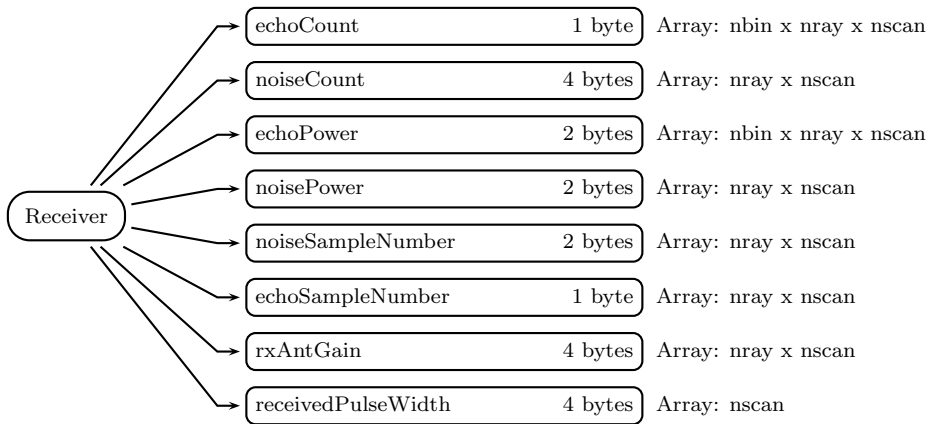 echoCount 1 byte Array: nbin x nray x nscan
noiseCount 4 bytes Array: nray x nscan
echoPower 2 bytes Array: nbin x nray x nscan
noisePower 2 bytes Array: nray x nscan
Receiver
noiseSampleNumber 2 bytes Array: nray x nscan
echoSampleNumber 1 byte Array: nray x nscan
rxAntGain 4 bytes Array: nray x nscan
receivedPulseWidth 4 bytes Array: nscan